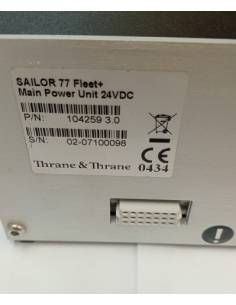 SAILOR 77 Fleet+
Main Power Unit 24VDC
P/N: 104259 3.0
S/N: 02-07100098
Thrane & Thrane
CE
0434